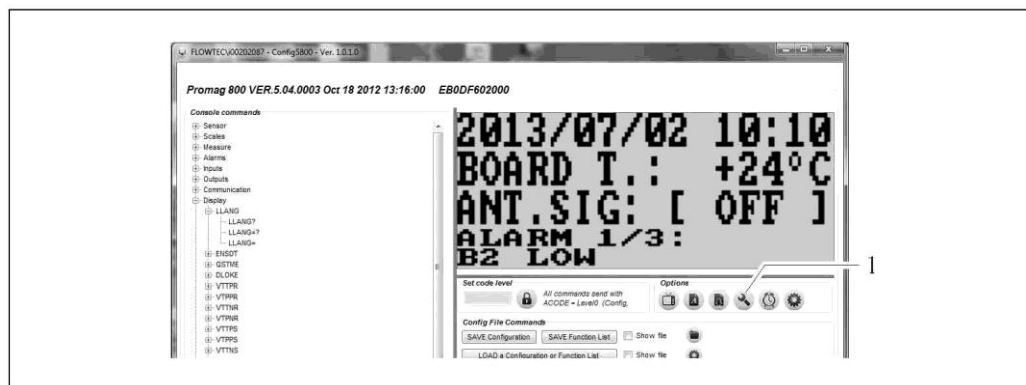 FLOWTEC\i00202087 - Config5800 - Ver. 1.0.1.0
Promag 800 VER.5.04.0003 Oct 18 2012 13:16:00 EB0DF602000
Console commands
Sensor
Scales
Measure
Alarms
Inputs
Outputs
Communication
Display
LLANG
LLANG?
LLANG=?
LLANG=
ENSDT
QSTME
DLOKE
VTTPR
VTPPR
VTTNR
VTPNR
VTTPS
VTPPS
VTTNS
2013/07/02 10:10
BOARD T.: +24°C
ANT.SIG: [ OFF ]
ALARM 1/3:
B2 LOW
1
Set code level
All commands send with
ACODE = Level0 (Config,
Options
Config File Commands
SAVE Configuration SAVE Function List Show file
LOAD a Configuration or Function List Show file